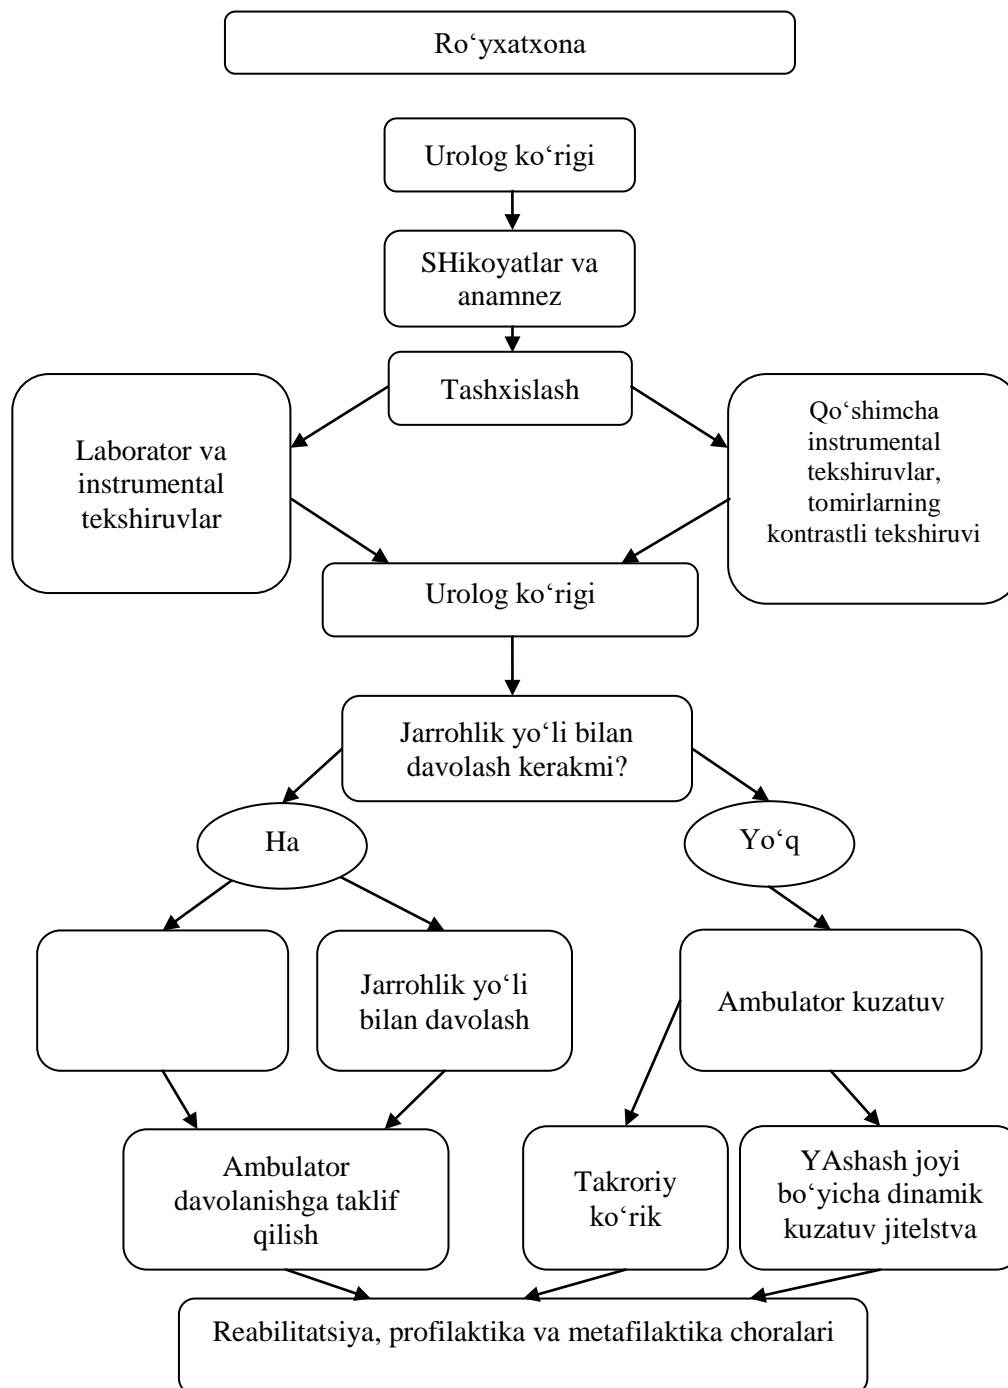 Ro‘yxatxona
Urolog ko‘rigi
SHikoyatlar va
anamnez
Tashxislash
Laborator va
instrumental
tekshiruvlar
Qo‘shimcha
instrumental
tekshiruvlar,
tomirlarning
kontrastli tekshiruvi
Urolog ko‘rigi
Jarrohlik yo‘li bilan
davolash kerakmi?
Ha
Yo‘q
Jarrohlik yo‘li
bilan davolash
Ambulator kuzatuv
Ambulator
davolanishga taklif
qilish
Takroriy
ko‘rik
YAshash joyi
bo‘yicha dinamik
kuzatuv jitelstva
Reabilitatsiya, profilaktika va metafilaktika choralari